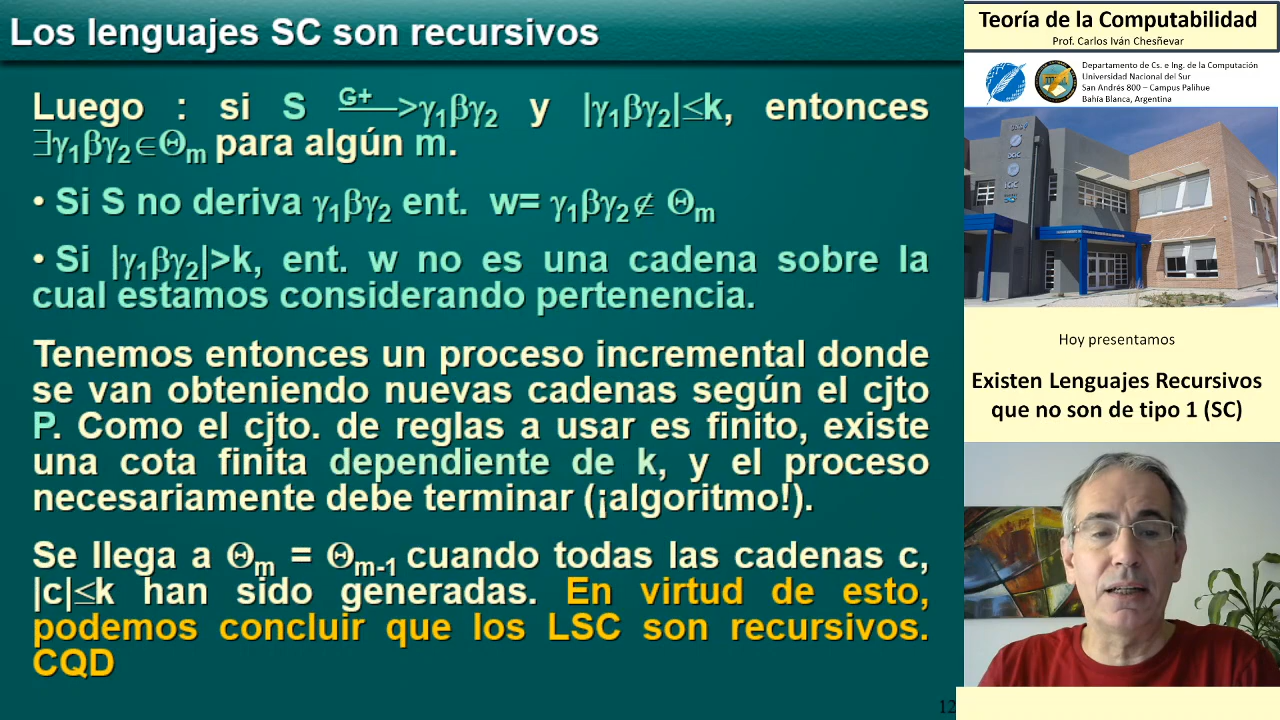 Los lenguajes SC son recursivos
Luego : si S G+—> γ1βγ2 y |γ1βγ2|≤k, entonces
∃γ1βγ2∈Θm para algún m.
• Si S no deriva γ1βγ2 ent. w= γ1βγ2∉ Θm
• Si |γ1βγ2|>k, ent. w no es una cadena sobre la
cual estamos considerando pertenencia.
Tenemos entonces un proceso incremental donde
se van obteniendo nuevas cadenas según el cjto
P. Como el cjto. de reglas a usar es finito, existe
una cota finita dependiente de k, y el proceso
necesariamente debe terminar (¡algoritmo!).
Se llega a Θm = Θm-1 cuando todas las cadenas c,
|c|≤k han sido generadas. En virtud de esto,
podemos concluir que los LSC son recursivos.
CQD
12
Teoría de la Computabilidad
Prof. Carlos Iván Chesñevar
Departamento de Cs. e Ing. de la Computación
Universidad Nacional del Sur
San Andrés 800 – Campus Palihue
Bahía Blanca, Argentina
Hoy presentamos
Existen Lenguajes Recursivos
que no son de tipo 1 (SC)